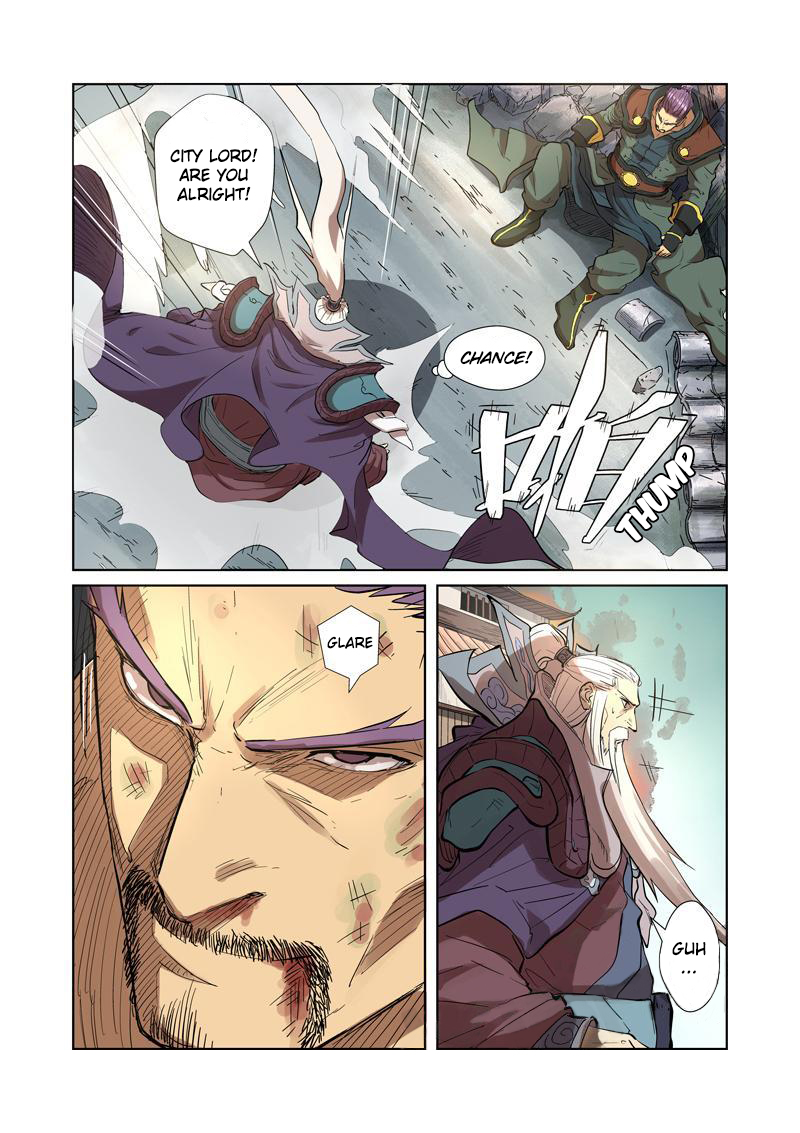 CITY LORD!
ARE YOU
ALRIGHT!
CHANCE!
THUMP
GLARE
GUH
...